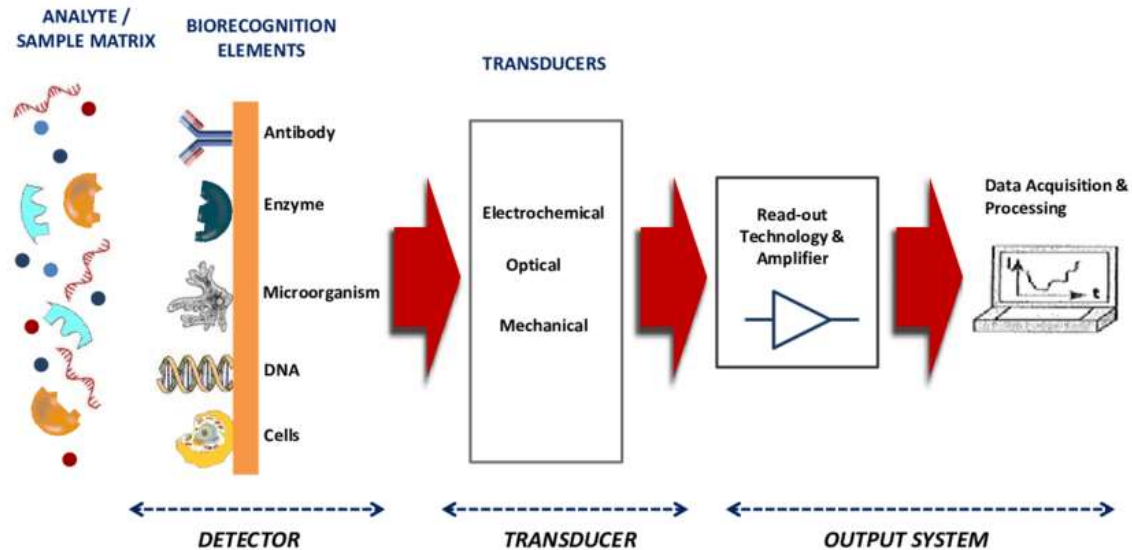 ANALYTE /
SAMPLE MATRIX
BIORECOGNITION
ELEMENTS
TRANSDUCERS
Antibody
Enzyme
Microorganism
DNA
Cells
Electrochemical
Optical
Mechanical
Read-out
Technology &
Amplifier
Data Acquisition &
Processing
I
t
DETECTOR
TRANSDUCER
OUTPUT SYSTEM